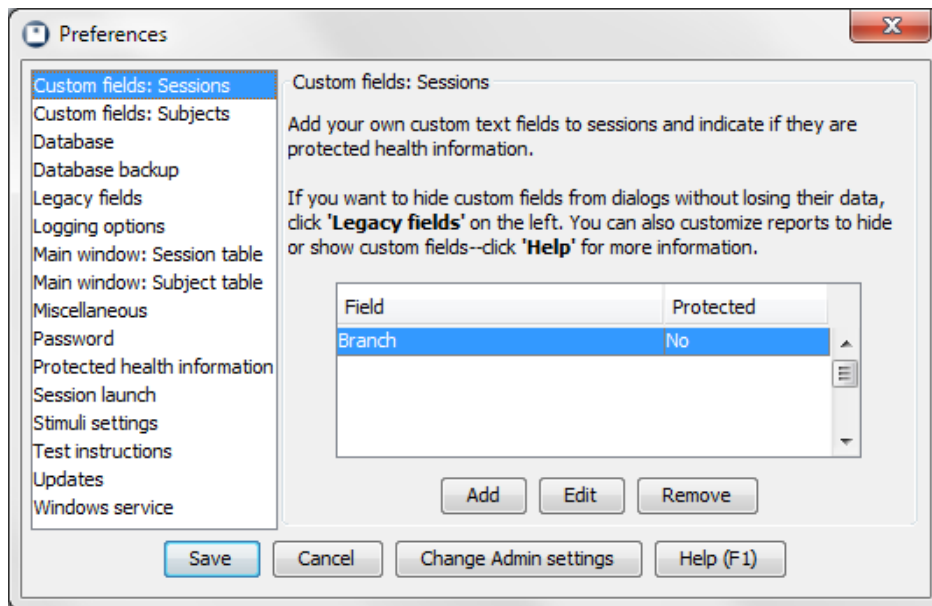 Preferences
Custom fields: Sessions
Custom fields: Subjects
Database
Database backup
Legacy fields
Logging options
Main window: Session table
Main window: Subject table
Miscellaneous
Password
Protected health information
Session launch
Stimuli settings
Test instructions
Updates
Windows service
Custom fields: Sessions
Add your own custom text fields to sessions and indicate if they are
protected health information.
If you want to hide custom fields from dialogs without losing their data,
click 'Legacy fields' on the left. You can also customize reports to hide
or show custom fields--click 'Help' for more information.
Field Protected
Branch No
Add Edit Remove
Save Cancel Change Admin settings Help (F1)